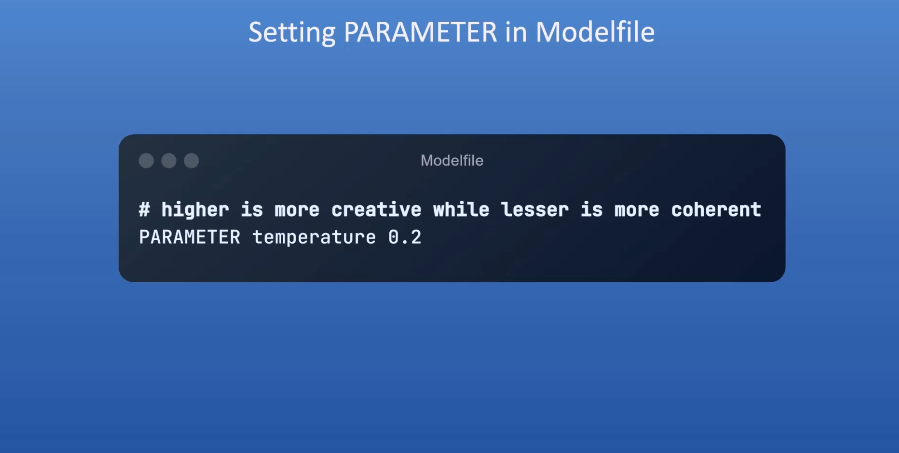 Setting PARAMETER in Modelfile
Modelfile
# higher is more creative while lesser is more coherent
PARAMETER temperature 0.2